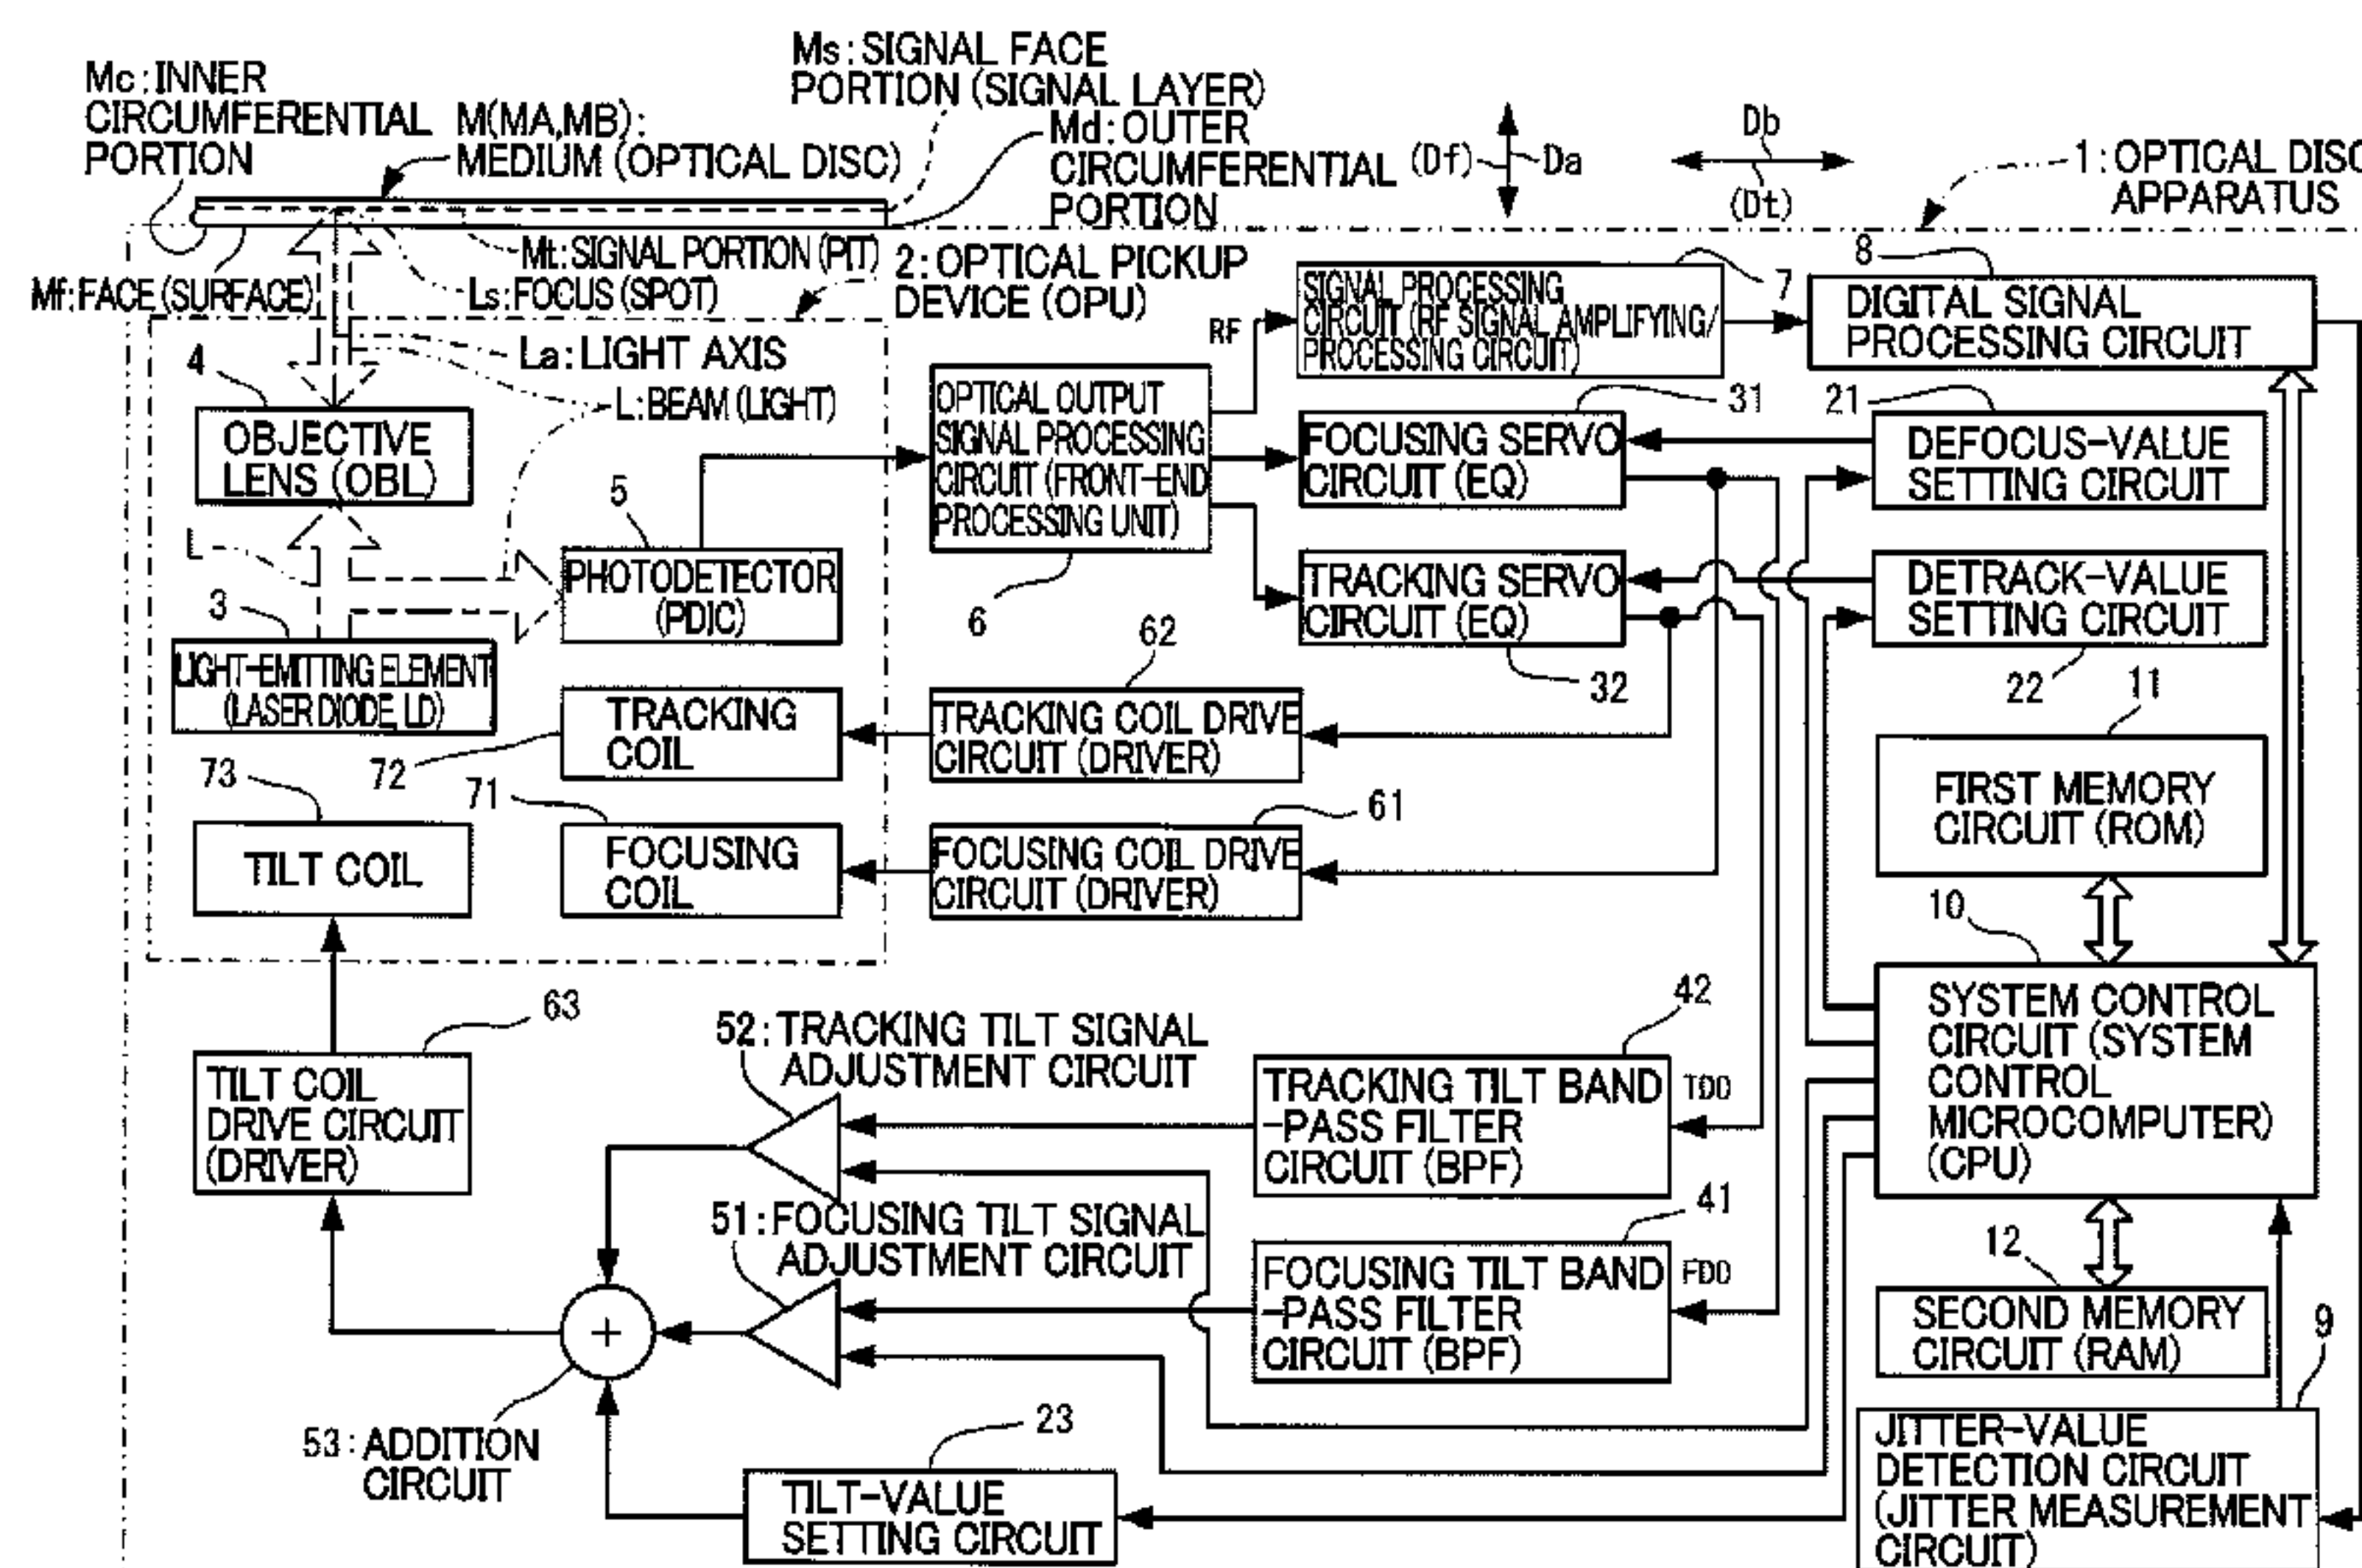 Ms:SIGNAL FACE
PORTION (SIGNAL LAYER)
Mc:INNER
CIRCUMFERENTIAL
PORTION
M(MA,MB):
MEDIUM (OPTICAL DISC)
Md:OUTER
CIRCUMFERENTIAL
PORTION
(Df)
Da
Db
(Dt)
1:OPTICAL DISC
APPARATUS
Mt:SIGNAL PORTION (PIT)
Mf:FACE (SURFACE)
Ls:FOCUS (SPOT)
2:OPTICAL PICKUP
DEVICE (OPU)
La:LIGHT AXIS
L:BEAM (LIGHT)
4
OBJECTIVE
LENS (OBL)
L
5
PHOTODETECTOR
(PDIC)
3
LIGHT-EMITTING ELEMENT
(LASER DIODE, LD)
RF
7
SIGNAL PROCESSING
CIRCUIT (RF SIGNAL AMPLIFYING/
PROCESSING CIRCUIT)
8
DIGITAL SIGNAL
PROCESSING CIRCUIT
OPTICAL OUTPUT
SIGNAL PROCESSING
CIRCUIT (FRONT-END
PROCESSING UNIT)
6
31
FOCUSING SERVO
CIRCUIT (EQ)
21
DEFOCUS-VALUE
SETTING CIRCUIT
TRACKING SERVO
CIRCUIT (EQ)
32
DETRACK-VALUE
SETTING CIRCUIT
22
72
TRACKING
COIL
62
TRACKING COIL DRIVE
CIRCUIT (DRIVER)
11
FIRST MEMORY
CIRCUIT (ROM)
73
TILT COIL
71
FOCUSING
COIL
61
FOCUSING COIL DRIVE
CIRCUIT (DRIVER)
10
SYSTEM CONTROL
CIRCUIT (SYSTEM
CONTROL
MICROCOMPUTER)
(CPU)
63
TILT COIL
DRIVE CIRCUIT
(DRIVER)
52:TRACKING TILT SIGNAL
ADJUSTMENT CIRCUIT
42
TRACKING TILT BAND
-PASS FILTER
CIRCUIT (BPF)
TDO
51:FOCUSING TILT SIGNAL
ADJUSTMENT CIRCUIT
41
FOCUSING TILT BAND
-PASS FILTER
CIRCUIT (BPF)
FDO
12
SECOND MEMORY
CIRCUIT (RAM)
+
53:ADDITION
CIRCUIT
23
TILT-VALUE
SETTING CIRCUIT
9
JITTER-VALUE
DETECTION CIRCUIT
(JITTER MEASUREMENT
CIRCUIT)